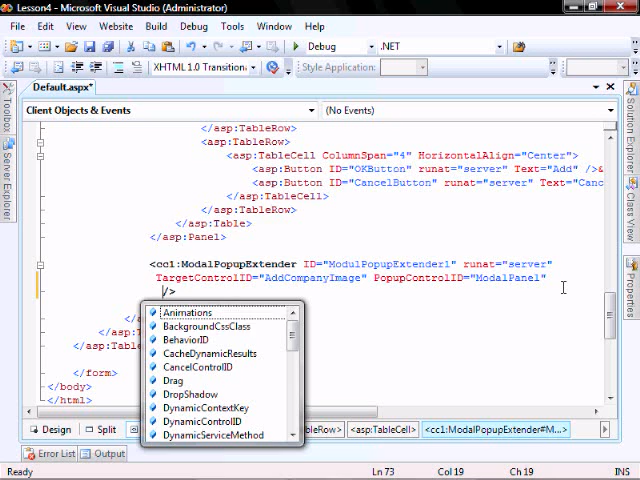 Lesson4 - Microsoft Visual Studio (Administrator)
File Edit View Website Build Debug Tools Window Help
Debug .NET
XHTML 1.0 Transition Style Application:
Default.aspx*
Client Objects & Events (No Events)
</asp:TableRow>
<asp:TableRow>
<asp:TableCell ColumnSpan="4" HorizontalAlign="Center">
<asp:Button ID="OKButton" runat="server" Text="Add" />&
<asp:Button ID="CancelButton" runat="server" Text="Canc
</asp:TableCell>
</asp:TableRow>
</asp:Table>
</asp:Panel>
<cc1:ModalPopupExtender ID="ModulPopupExtender1" runat="server"
TargetControlID="AddCompanyImage" PopupControlID="ModalPanel"
/>
</asp:
</asp:
</asp:T
</form>
</body>
</html>
Animations
BackgroundCssClass
BehaviorID
CacheDynamicResults
CancelControlID
Drag
DropShadow
DynamicContextKey
DynamicControlID
DynamicServiceMethod
Toolbox
Server Explorer
Solution Explorer
Class View
Properties
Design Split bleRow> <asp:TableCell> <cc1:ModalPopupExtender#M...>
Error List Output
Ready Ln 73 Col 19 Ch 19 INS